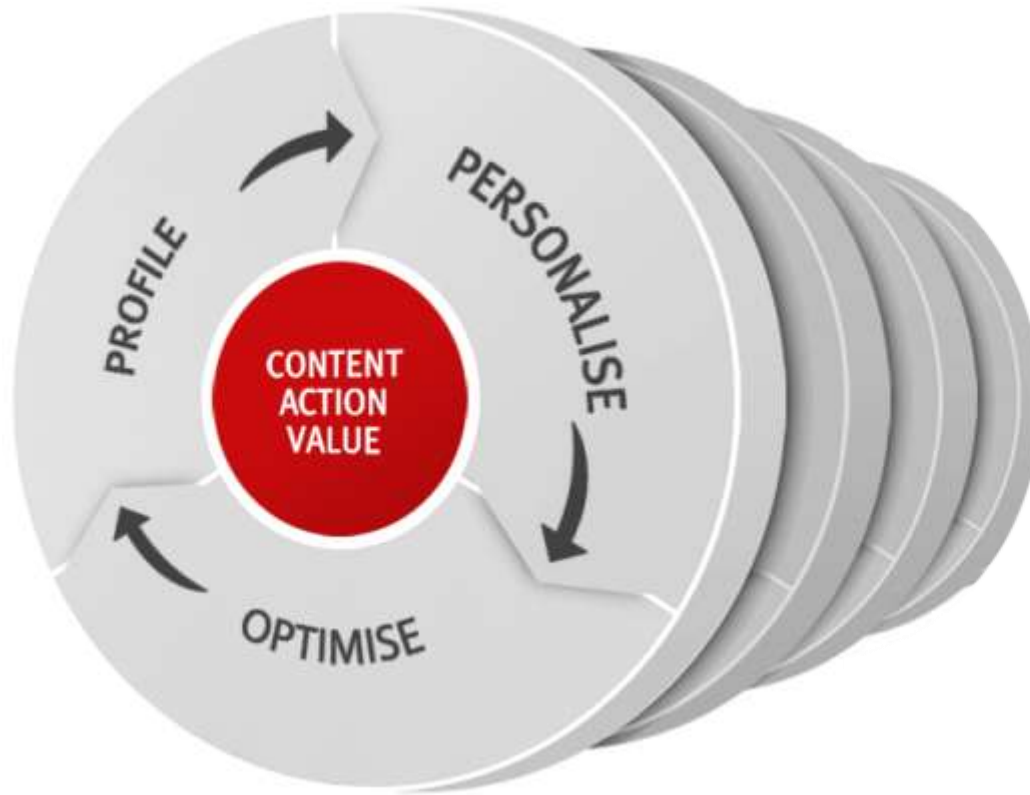 PROFILE
PERSONALISE
CONTENT
ACTION
VALUE
OPTIMISE